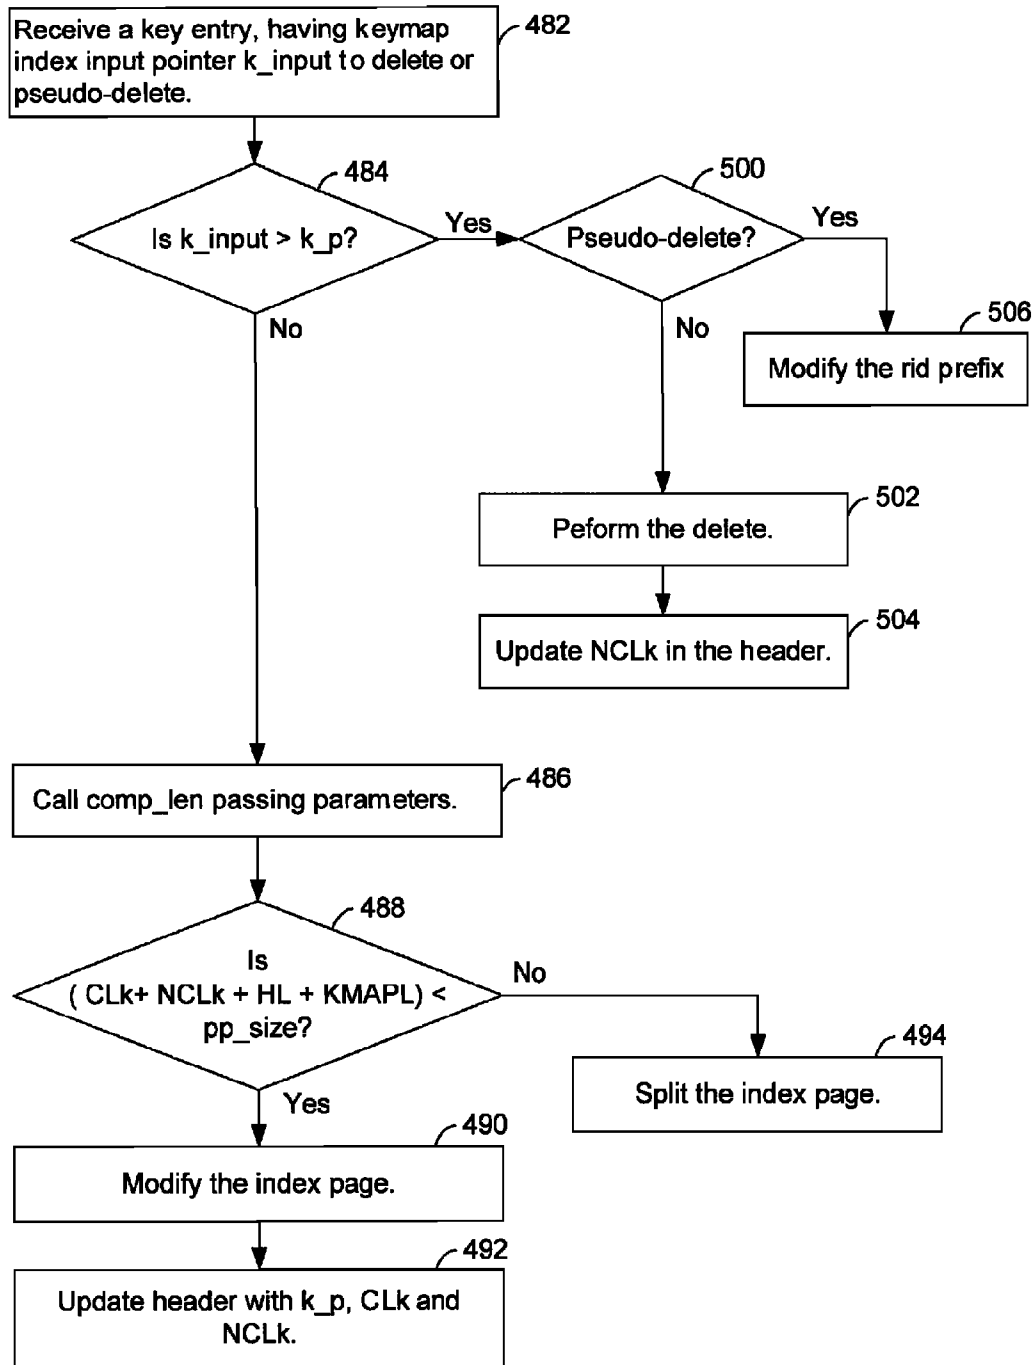 Receive a key entry, having keymap
index input pointer k_input to delete or
pseudo-delete.
482
484
Is k_input > k_p?
Yes
500
Pseudo-delete?
Yes
No
No
506
Modify the rid prefix
502
Peform the delete.
504
Update NCLk in the header.
486
Call comp_len passing parameters.
488
Is
( CLk+ NCLk + HL + KMAPL) <
pp_size?
No
Yes
494
Split the index page.
490
Modify the index page.
492
Update header with k_p, CLk and
NCLk.